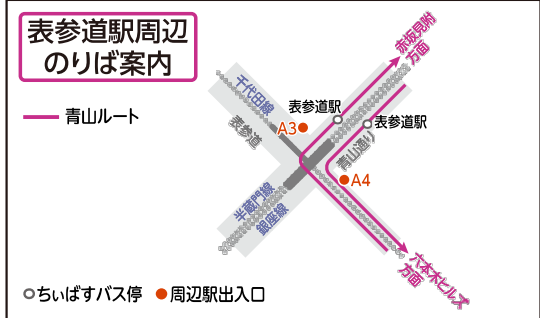 表参道駅周辺
のりば案内
青山ルート
赤坂見附
方面
千代田線
表参道
表参道駅
A3
表参道駅
青山通り
A4
半蔵門線
銀座線
六本木ヒルズ
方面
ちぃばすバス停
周辺駅出入口